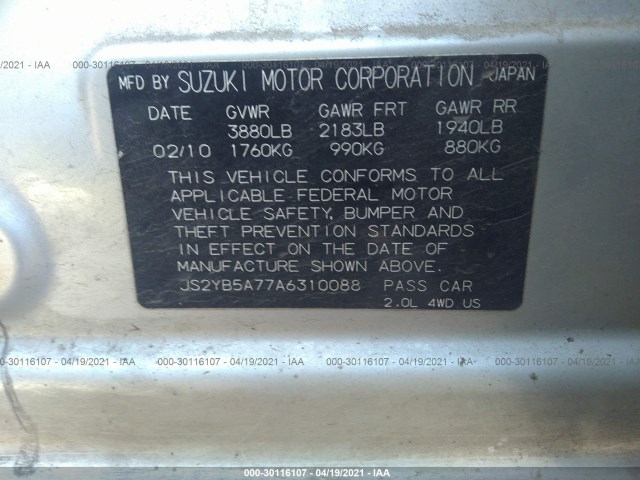 MFD BY SUZUKI MOTOR CORPORATION JAPAN
DATE GVWR GAWR FRT GAWR RR
3880LB 2183LB 1940LB
02/10 1760KG 990KG 880KG
THIS VEHICLE CONFORMS TO ALL
APPLICABLE FEDERAL MOTOR
VEHICLE SAFETY, BUMPER AND
THEFT PREVENTION STANDARDS
IN EFFECT ON THE DATE OF
MANUFACTURE SHOWN ABOVE.
JS2YB5A77A6310088 PASS CAR
2.0L 4WD US
000-30116107 - 04/19/2021 - IAA